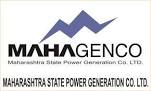 MAHAGENCO
Maharashtra State Power Generation Co. LTD.
MAHARASHTRA STATE POWER GENERATION CO. LTD.